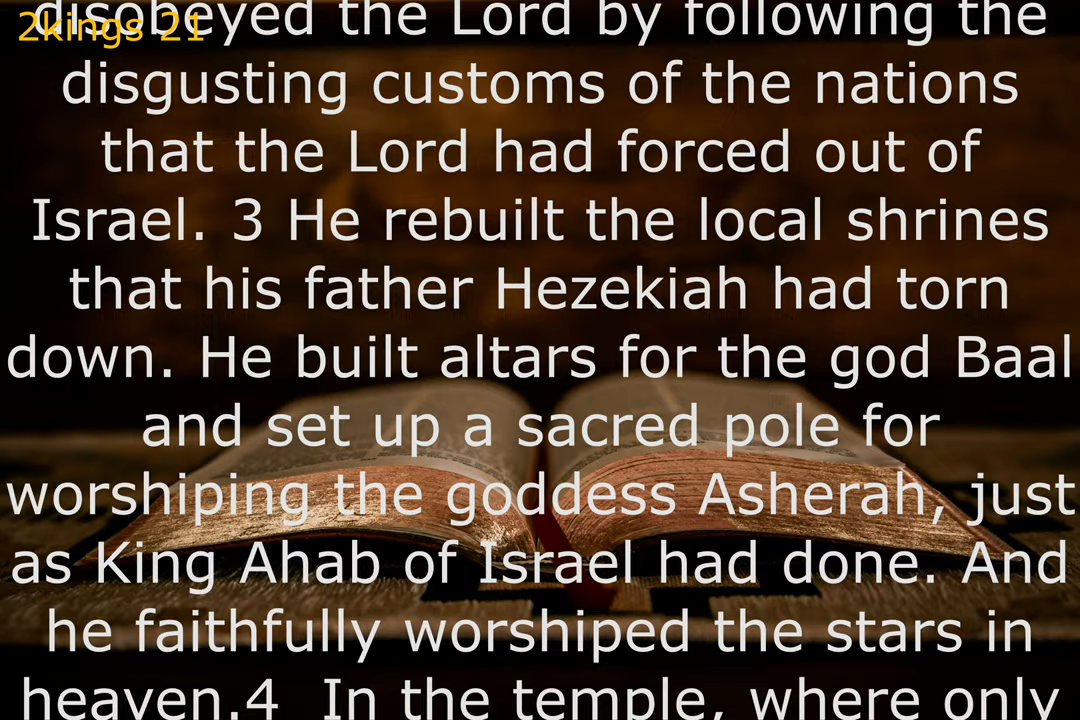 2kings 21
disobeyed the Lord by following the
disgusting customs of the nations
that the Lord had forced out of
Israel. 3 He rebuilt the local shrines
that his father Hezekiah had torn
down. He built altars for the god Baal
and set up a sacred pole for
worshiping the goddess Asherah, just
as King Ahab of Israel had done. And
he faithfully worshiped the stars in
heaven.4  In the temple, where only